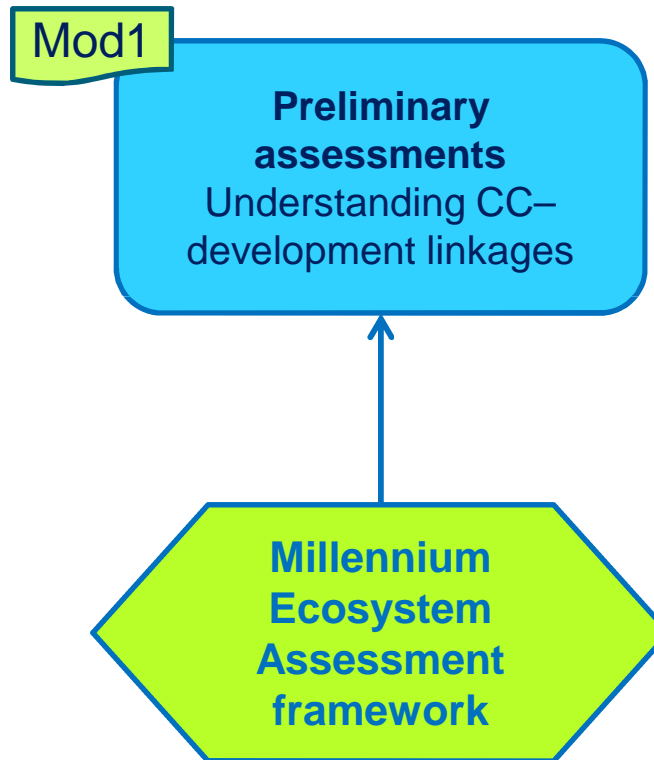 Mod1
Preliminary
assessments
Understanding CC–
development linkages
Millennium
Ecosystem
Assessment
framework